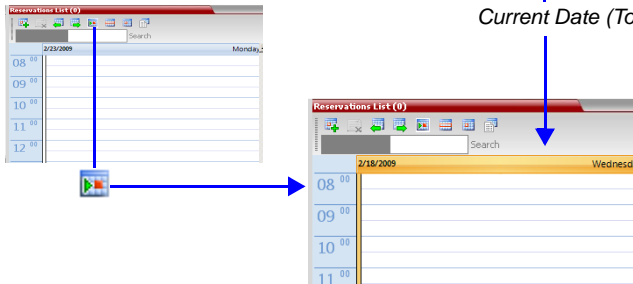 Reservations List (0)
Search
2/23/2009 Monday,
08 00
09 00
10 00
11 00
12 00
Current Date (To
Reservations List (0)
Search
2/18/2009 Wednesd
08 00
09 00
10 00
11 00